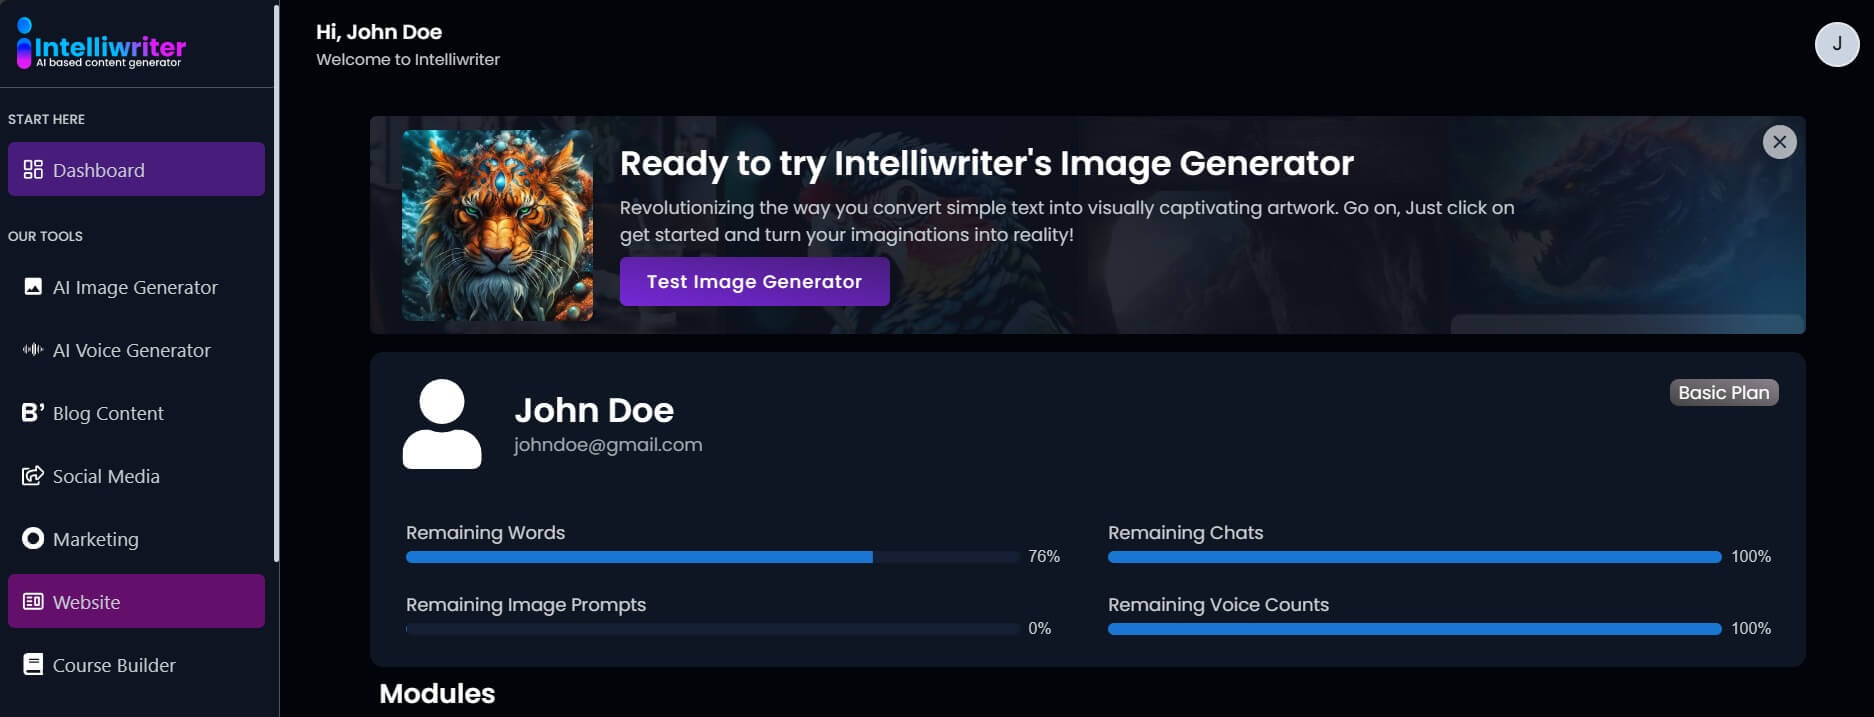 Intelliwriter
AI based content generator
START HERE
Dashboard
OUR TOOLS
AI Image Generator
AI Voice Generator
Blog Content
Social Media
Marketing
Website
Course Builder
Hi, John Doe
Welcome to Intelliwriter
J
Ready to try Intelliwriter's Image Generator
Revolutionizing the way you convert simple text into visually captivating artwork. Go on, Just click on
get started and turn your imaginations into reality!
Test Image Generator
John Doe
johndoe@gmail.com
Basic Plan
Remaining Words
76%
Remaining Chats
100%
Remaining Image Prompts
0%
Remaining Voice Counts
100%
Modules